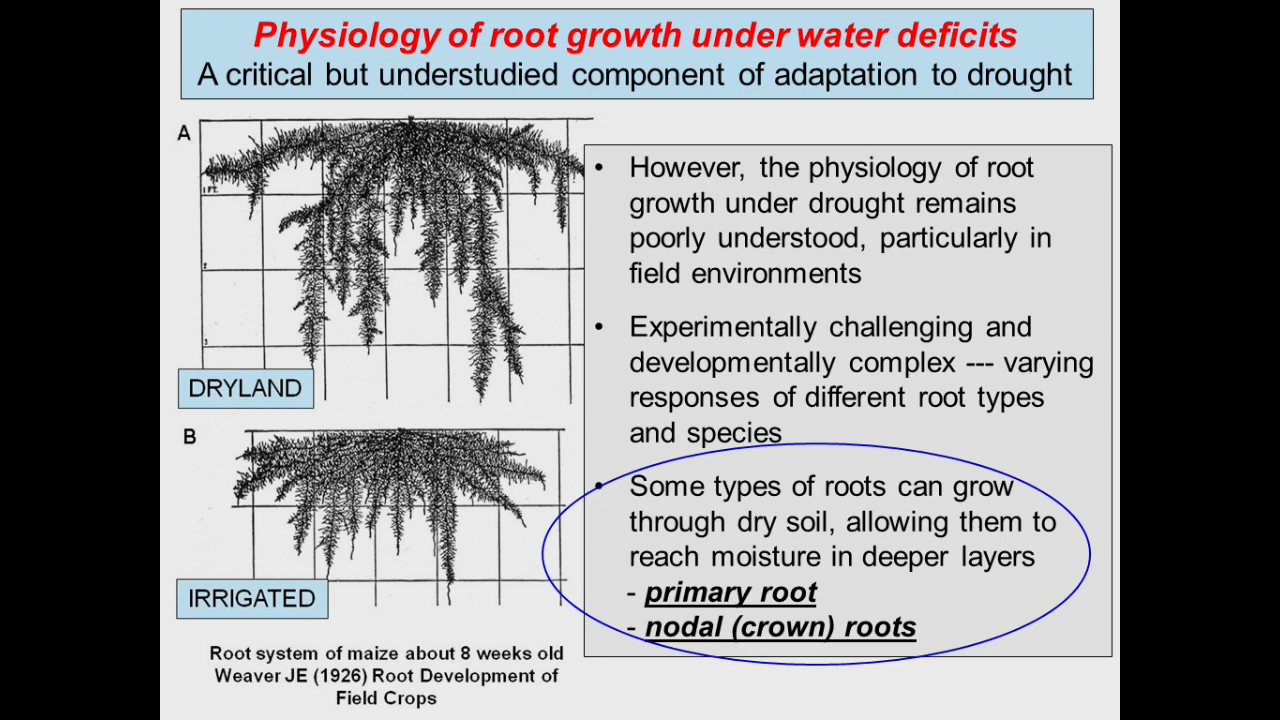 Physiology of root growth under water deficits
A critical but understudied component of adaptation to drought
A
1 FT.
2
3
DRYLAND
B
IRRIGATED
Root system of maize about 8 weeks old
Weaver JE (1926) Root Development of
Field Crops
• However, the physiology of root
growth under drought remains
poorly understood, particularly in
field environments
• Experimentally challenging and
developmentally complex --- varying
responses of different root types
and species
• Some types of roots can grow
through dry soil, allowing them to
reach moisture in deeper layers
- primary root
- nodal (crown) roots